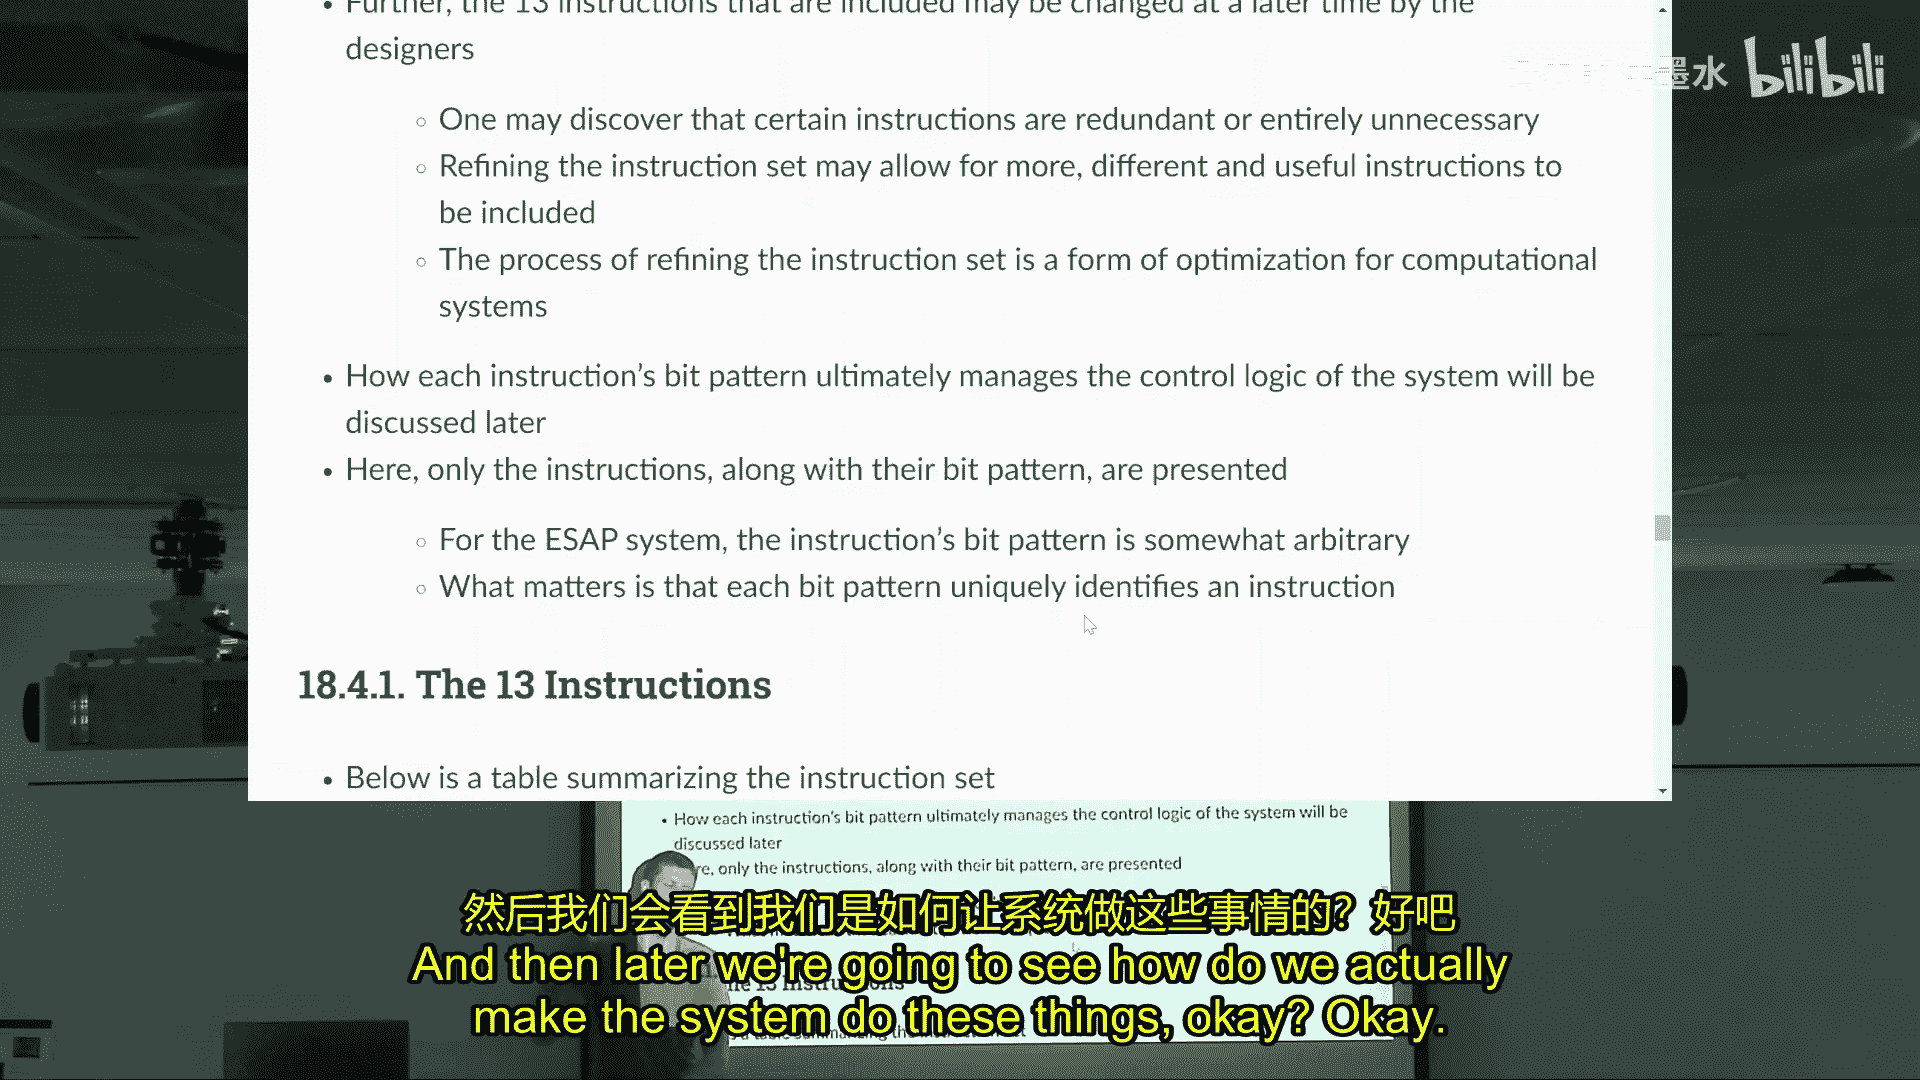 Further, the 13 instructions that are included may be changed at a later time by the
designers
One may discover that certain instructions are redundant or entirely unnecessary
Refining the instruction set may allow for more, different and useful instructions to
be included
The process of refining the instruction set is a form of optimization for computational
systems
How each instruction's bit pattern ultimately manages the control logic of the system will be
discussed later
Here, only the instructions, along with their bit pattern, are presented
For the ESAP system, the instruction's bit pattern is somewhat arbitrary
What matters is that each bit pattern uniquely identifies an instruction
18.4.1. The 13 Instructions
Below is a table summarizing the instruction set
墨水 bilibili
How each instruction's bit pattern ultimately manages the control logic of the system will be
discussed later
only the instructions, along with their bit pattern, are presented
然后我们会看到我们是如何让系统做这些事情的？好吧
And then later we're going to see how do we actually
make the system do these things, okay? Okay.